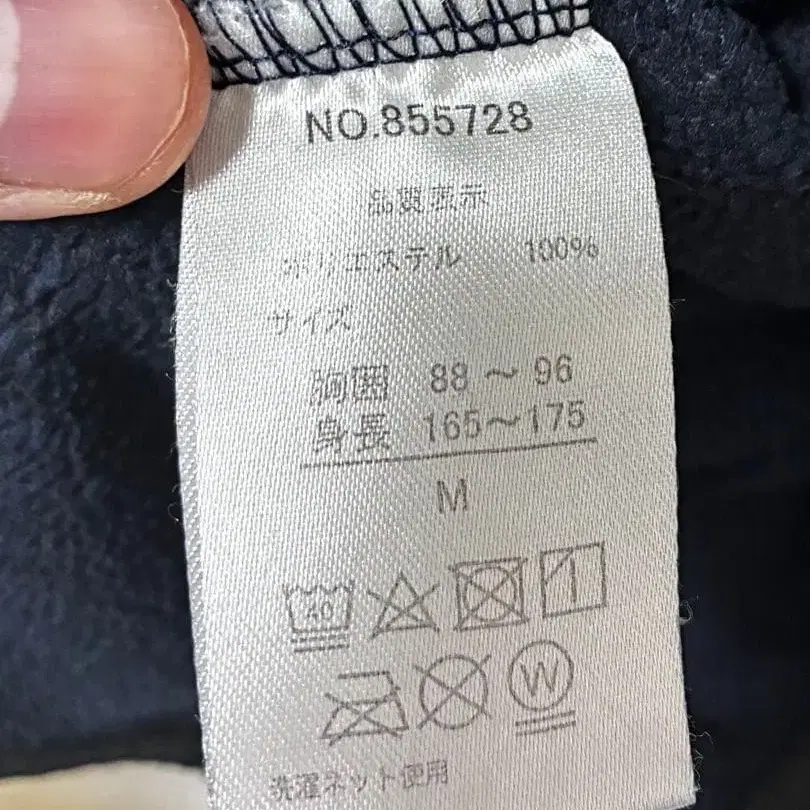 NO.855728
品質表示
ポリエステル 100%
サイズ
胸囲 88～96
身長 165～175
M
40
W
洗濯ネット使用